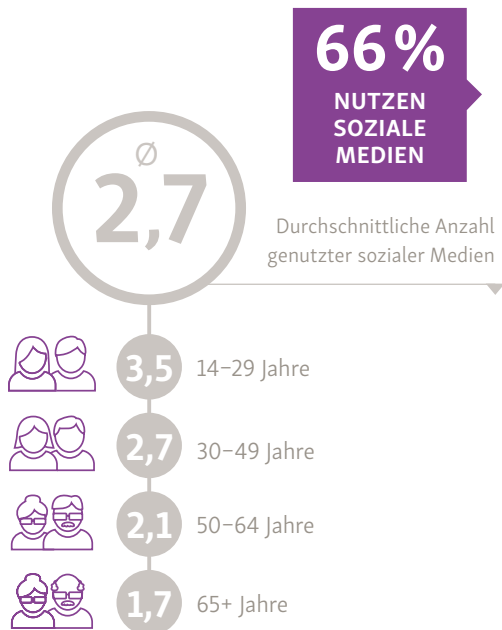 66 %
NUTZEN
SOZIALE
MEDIEN
Ø
2,7
Durchschnittliche Anzahl
genutzter sozialer Medien
3,5 14–29 Jahre
2,7 30–49 Jahre
2,1 50–64 Jahre
1,7 65+ Jahre